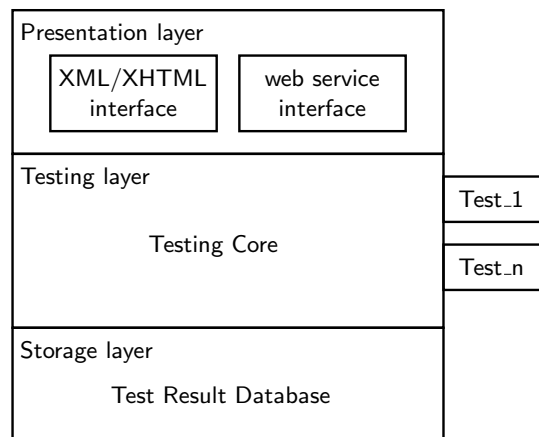 Presentation layer
XML/XHTML
interface
web service
interface
Testing layer
Test_1
Testing Core
Test_n
Storage layer
Test Result Database